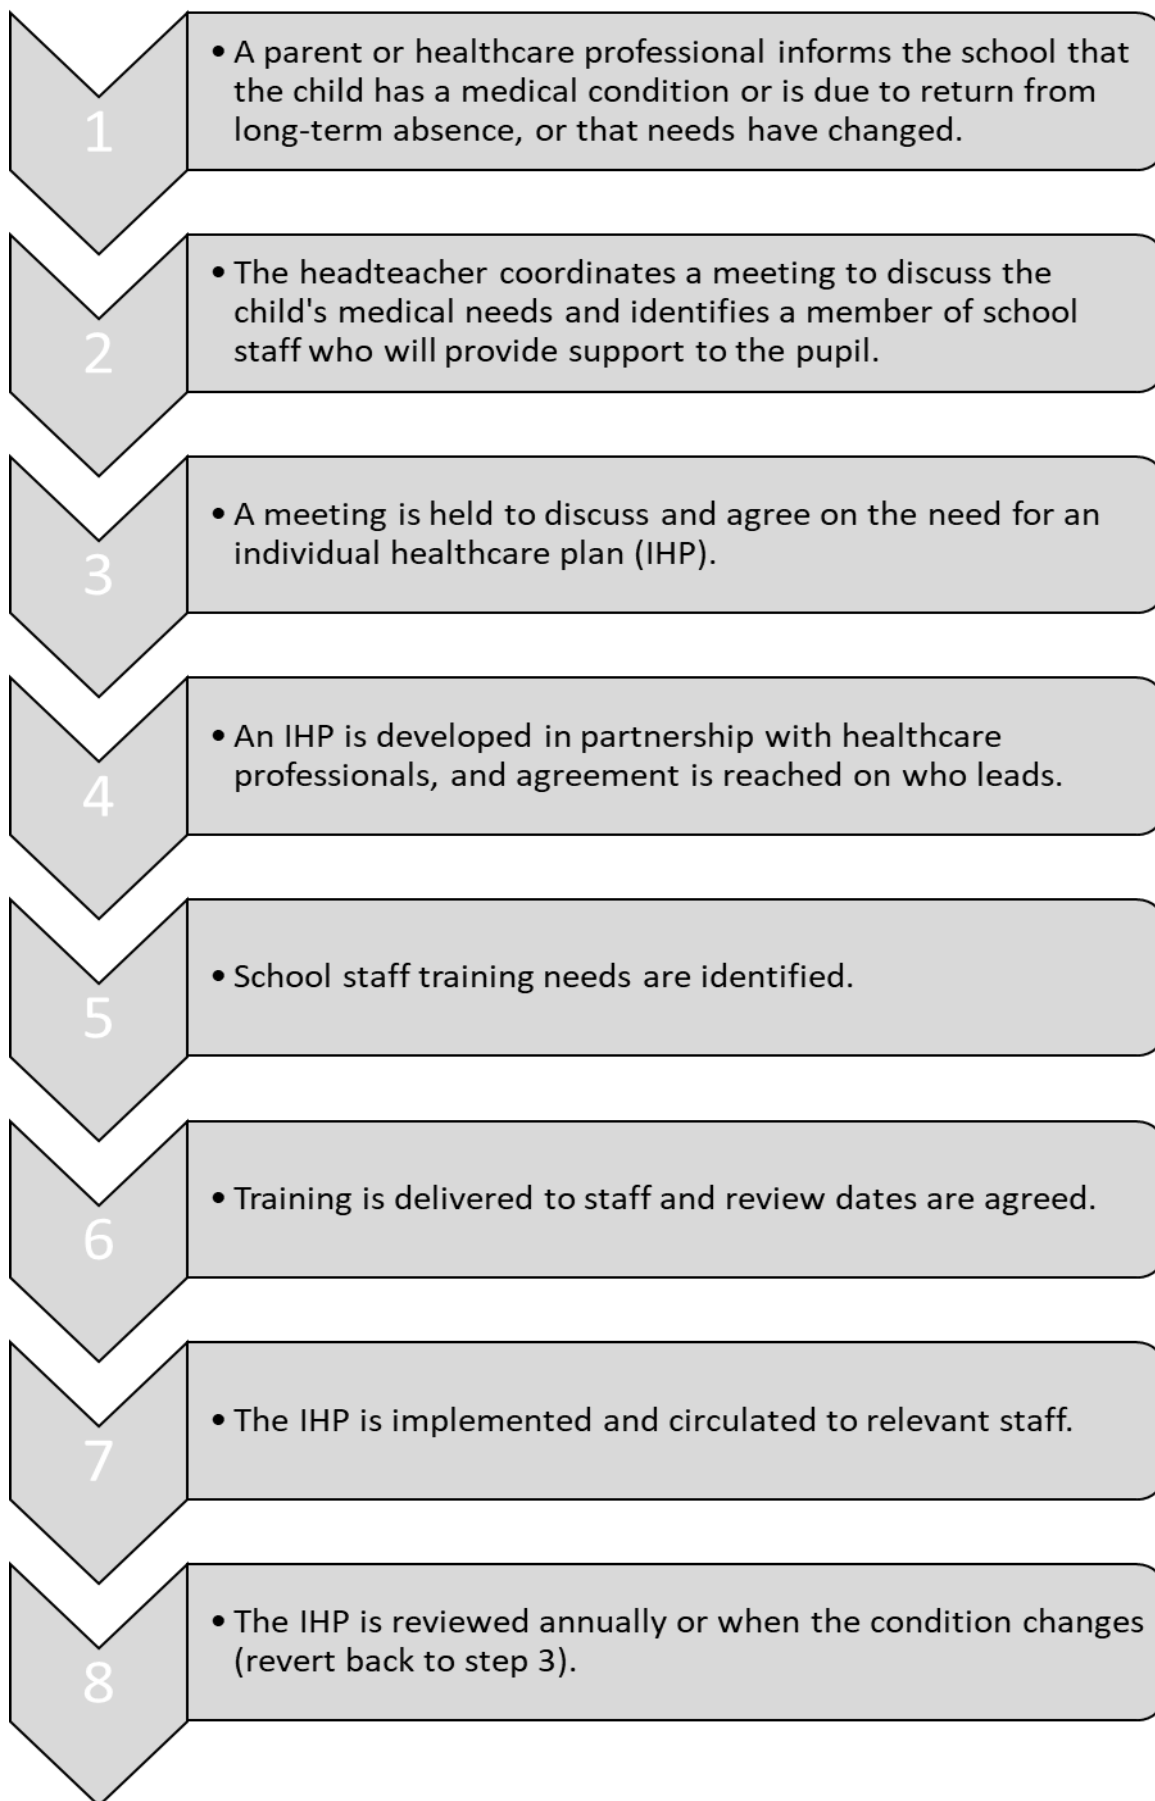 1
• A parent or healthcare professional informs the school that
the child has a medical condition or is due to return from
long-term absence, or that needs have changed.
2
• The headteacher coordinates a meeting to discuss the
child's medical needs and identifies a member of school
staff who will provide support to the pupil.
3
• A meeting is held to discuss and agree on the need for an
individual healthcare plan (IHP).
4
• An IHP is developed in partnership with healthcare
professionals, and agreement is reached on who leads.
5
• School staff training needs are identified.
6
• Training is delivered to staff and review dates are agreed.
7
• The IHP is implemented and circulated to relevant staff.
8
• The IHP is reviewed annually or when the condition changes
(revert back to step 3).